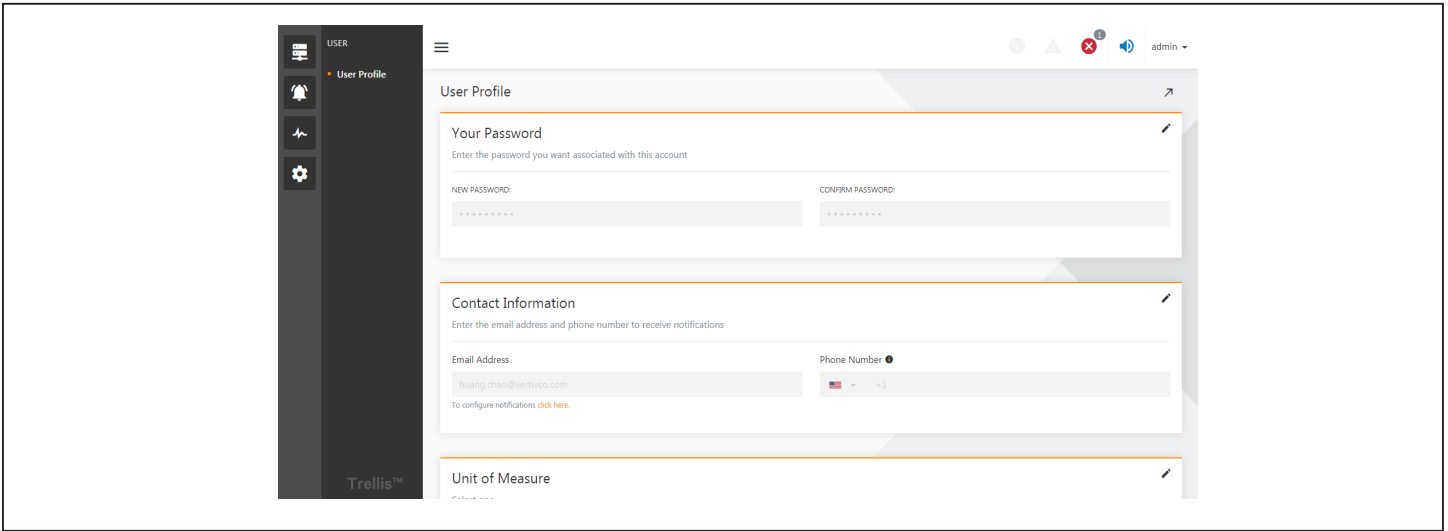 USER
1
admin
User Profile
User Profile
Your Password
Enter the password you want associated with this account
NEW PASSWORD:
CONFIRM PASSWORD:
Contact Information
Enter the email address and phone number to receive notifications
Email Address
Phone Number
huang.chao@vertivco.com
+1
To configure notifications click here.
Unit of Measure
Trellis™